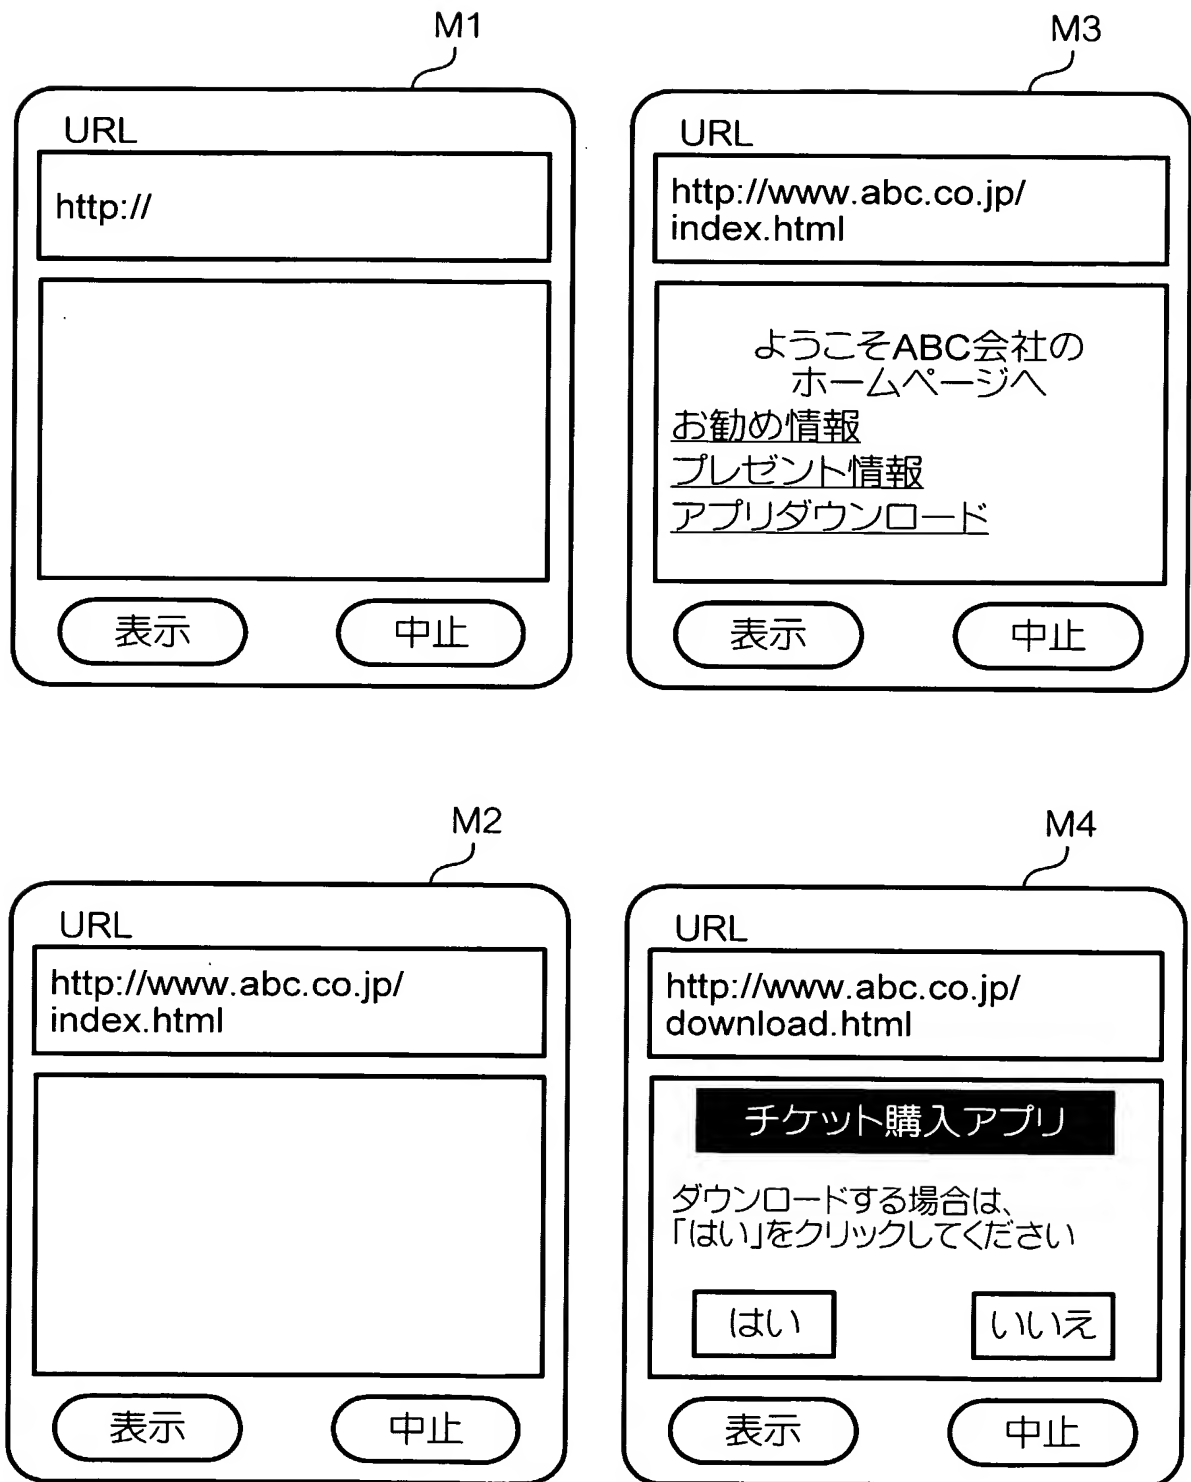 M1
URL
http://
表示
中止
M3
URL
http://www.abc.co.jp/
index.html
ようこそABC会社の
ホームページへ
お勧め情報
プレゼント情報
アプリダウンロード
表示
中止
M2
URL
http://www.abc.co.jp/
index.html
表示
中止
M4
URL
http://www.abc.co.jp/
download.html
チケット購入アプリ
ダウンロードする場合は、
「はい」をクリックしてください
はい
いいえ
表示
中止